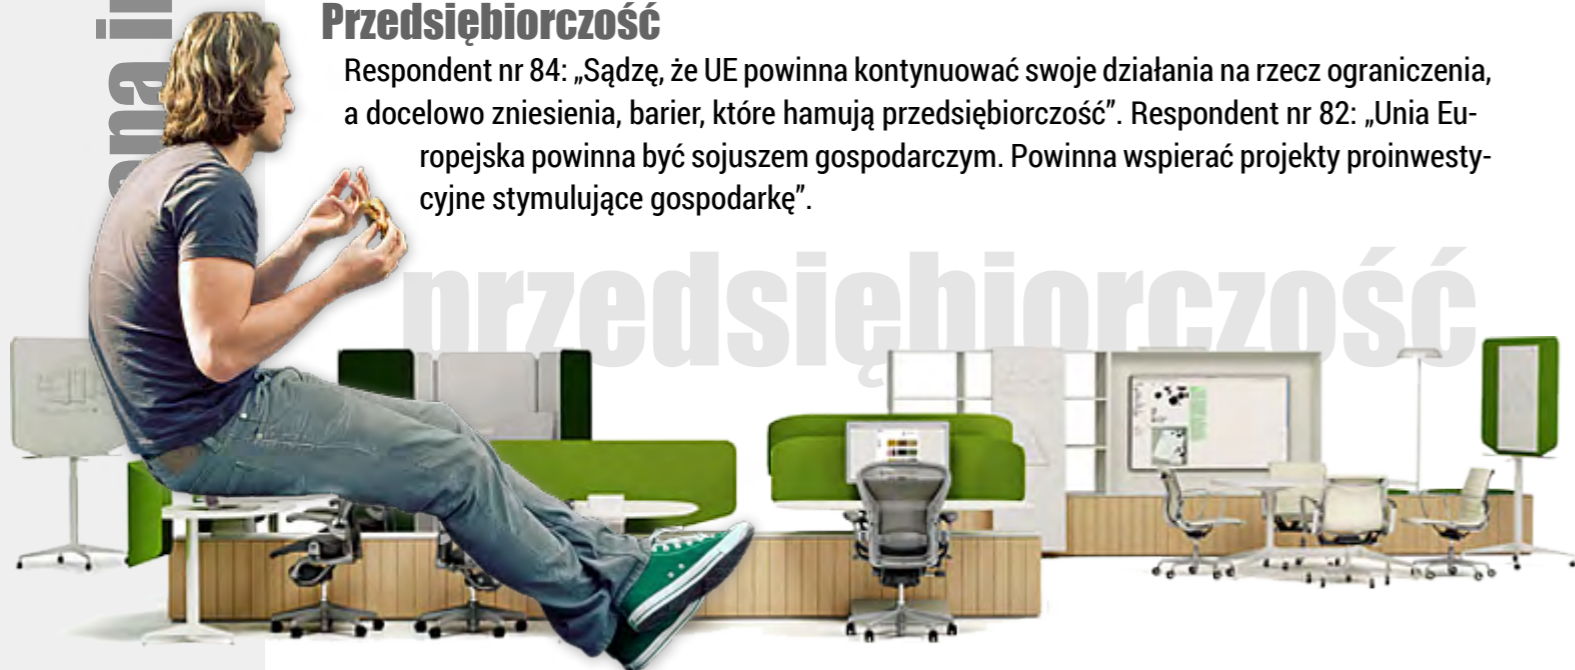 Przedsiębiorczość
Respondent nr 84: „Sądzę, że UE powinna kontynuować swoje działania na rzecz ograniczenia,
a docelowo zniesienia, barier, które hamują przedsiębiorczość”. Respondent nr 82: „Unia Eu-
ropejska powinna być sojuszem gospodarczym. Powinna wspierać projekty proinwesty-
cyjne stymulujące gospodarkę”.
przedsiębiorczość